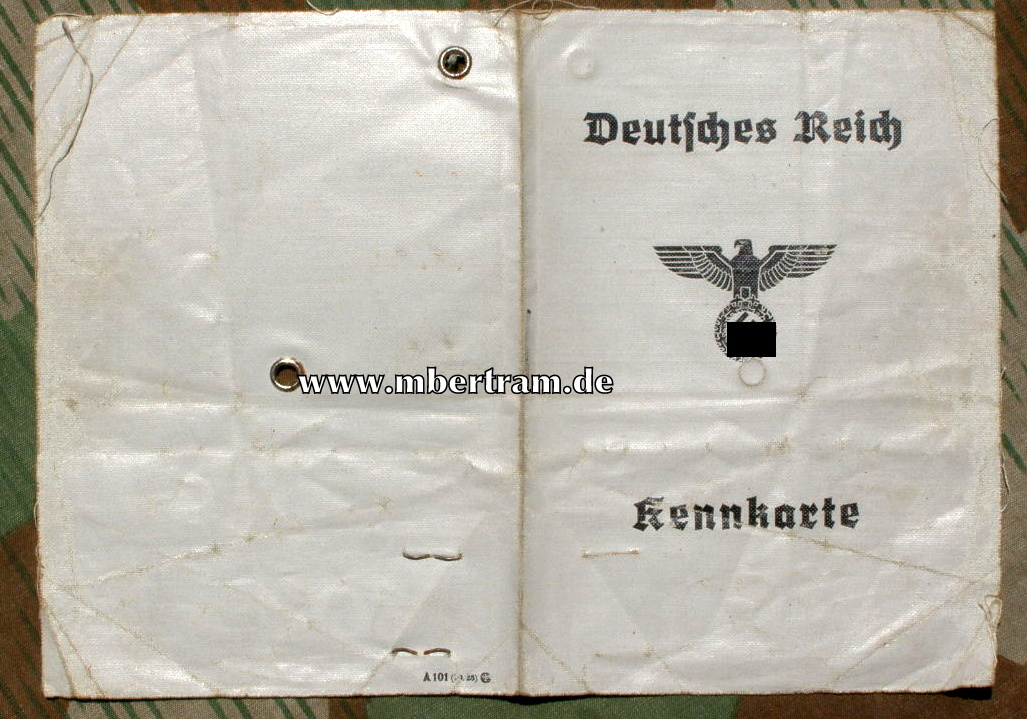 Deutsches Reich
www.mbertram.de
Kennkarte
A 101